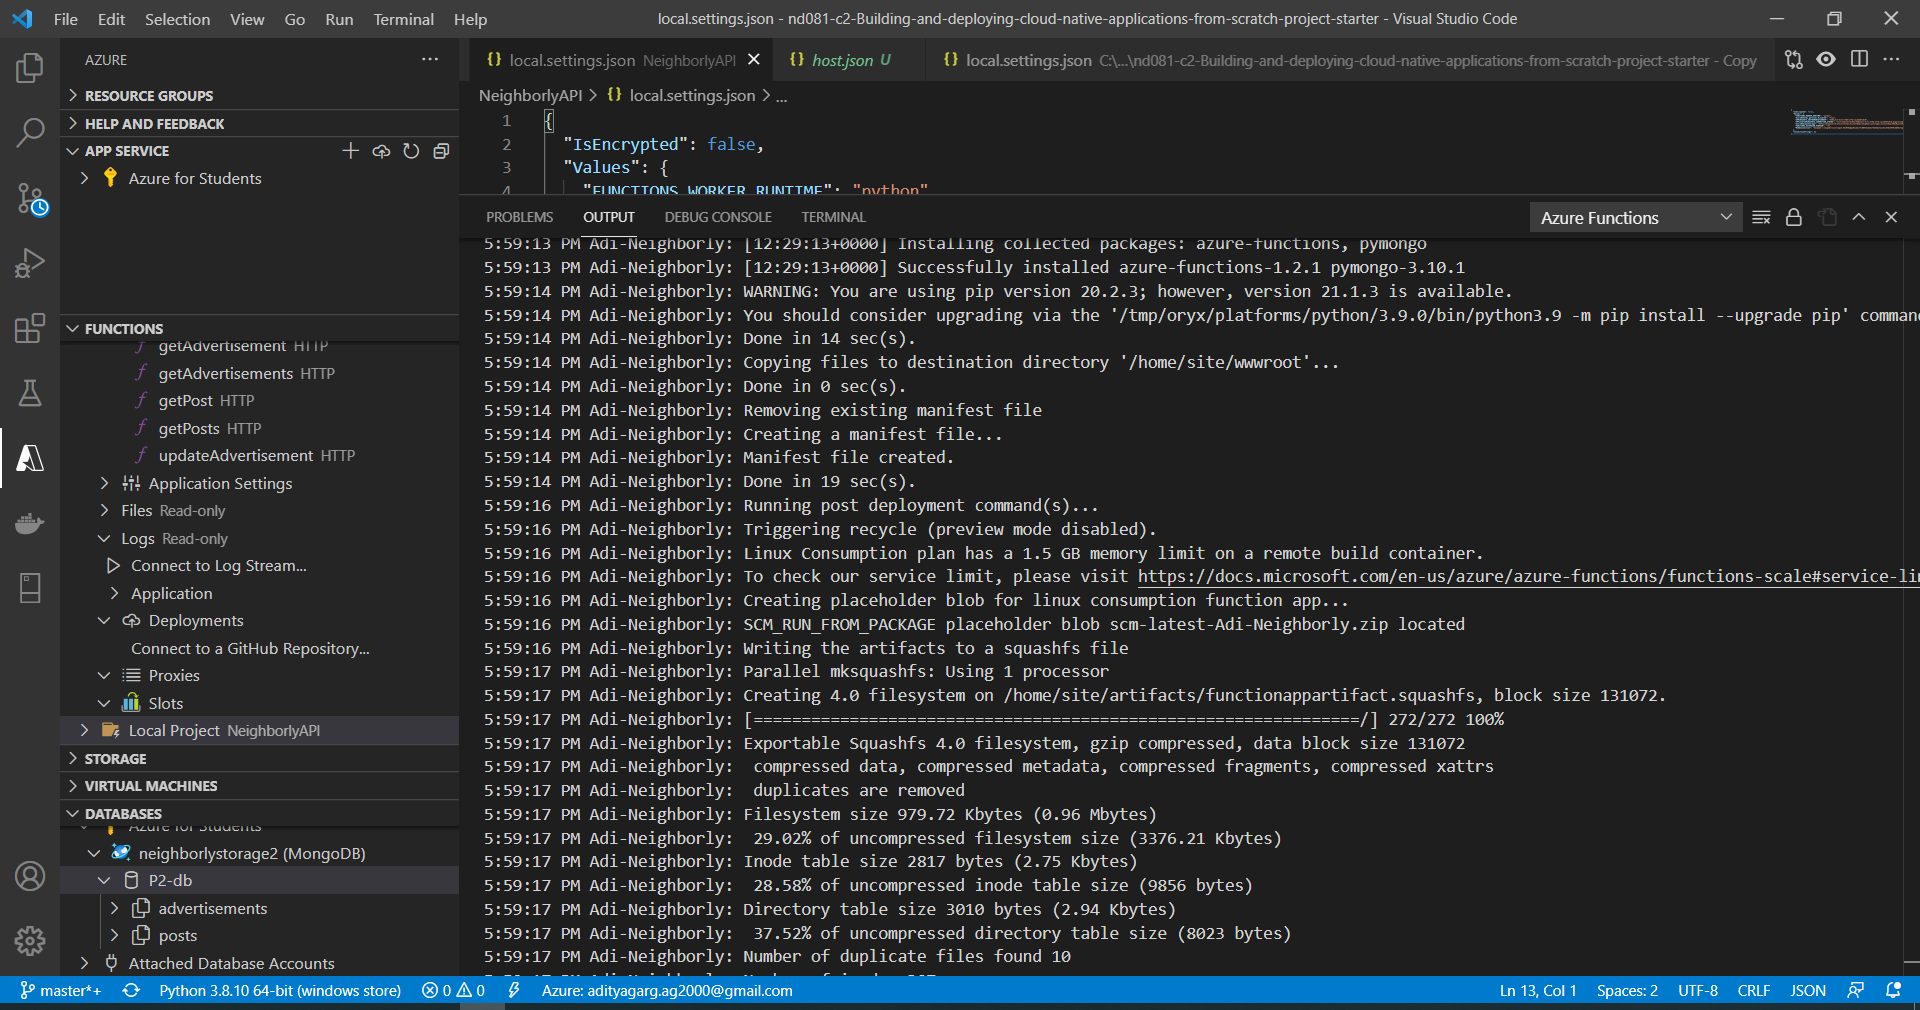 File Edit Selection View Go Run Terminal Help
local.settings.json - nd081-c2-Building-and-deploying-cloud-native-applications-from-scratch-project-starter - Visual Studio Code
AZURE
RESOURCE GROUPS
HELP AND FEEDBACK
APP SERVICE
Azure for Students
FUNCTIONS
getAdvertisement HTTP
getAdvertisements HTTP
getPost HTTP
getPosts HTTP
updateAdvertisement HTTP
Application Settings
Files Read-only
Logs Read-only
Connect to Log Stream...
Application
Deployments
Connect to a GitHub Repository...
Proxies
Slots
Local Project NeighborlyAPI
STORAGE
VIRTUAL MACHINES
DATABASES
Azure for Students
neighborlystorage2 (MongoDB)
P2-db
advertisements
posts
Attached Database Accounts
{} local.settings.json NeighborlyAPI
{} host.json U
{} local.settings.json C:\...\nd081-c2-Building-and-deploying-cloud-native-applications-from-scratch-project-starter - Copy
NeighborlyAPI > {} local.settings.json > ...
1 {
2 "IsEncrypted": false,
3 "Values": {
4 "FUNCTIONS_WORKER_RUNTIME": "python"
PROBLEMS OUTPUT DEBUG CONSOLE TERMINAL
Azure Functions
5:59:13 PM Adi-Neighborly: [12:29:13+0000] Installing collected packages: azure-functions, pymongo
5:59:13 PM Adi-Neighborly: [12:29:13+0000] Successfully installed azure-functions-1.2.1 pymongo-3.10.1
5:59:14 PM Adi-Neighborly: WARNING: You are using pip version 20.2.3; however, version 21.1.3 is available.
5:59:14 PM Adi-Neighborly: You should consider upgrading via the '/tmp/oryx/platforms/python/3.9.0/bin/python3.9 -m pip install --upgrade pip' comman
5:59:14 PM Adi-Neighborly: Done in 14 sec(s).
5:59:14 PM Adi-Neighborly: Copying files to destination directory '/home/site/wwwroot'...
5:59:14 PM Adi-Neighborly: Done in 0 sec(s).
5:59:14 PM Adi-Neighborly: Removing existing manifest file
5:59:14 PM Adi-Neighborly: Creating a manifest file...
5:59:14 PM Adi-Neighborly: Manifest file created.
5:59:14 PM Adi-Neighborly: Done in 19 sec(s).
5:59:16 PM Adi-Neighborly: Running post deployment command(s)...
5:59:16 PM Adi-Neighborly: Triggering recycle (preview mode disabled).
5:59:16 PM Adi-Neighborly: Linux Consumption plan has a 1.5 GB memory limit on a remote build container.
5:59:16 PM Adi-Neighborly: To check our service limit, please visit https://docs.microsoft.com/en-us/azure/azure-functions/functions-scale#service-li
5:59:16 PM Adi-Neighborly: Creating placeholder blob for linux consumption function app...
5:59:16 PM Adi-Neighborly: SCM_RUN_FROM_PACKAGE placeholder blob scm-latest-Adi-Neighborly.zip located
5:59:16 PM Adi-Neighborly: Writing the artifacts to a squashfs file
5:59:17 PM Adi-Neighborly: Parallel mksquashfs: Using 1 processor
5:59:17 PM Adi-Neighborly: Creating 4.0 filesystem on /home/site/artifacts/functionappartifact.squashfs, block size 131072.
5:59:17 PM Adi-Neighborly: [===============================================================/] 272/272 100%
5:59:17 PM Adi-Neighborly: Exportable Squashfs 4.0 filesystem, gzip compressed, data block size 131072
5:59:17 PM Adi-Neighborly: compressed data, compressed metadata, compressed fragments, compressed xattrs
5:59:17 PM Adi-Neighborly: duplicates are removed
5:59:17 PM Adi-Neighborly: Filesystem size 979.72 Kbytes (0.96 Mbytes)
5:59:17 PM Adi-Neighborly: 29.02% of uncompressed filesystem size (3376.21 Kbytes)
5:59:17 PM Adi-Neighborly: Inode table size 2817 bytes (2.75 Kbytes)
5:59:17 PM Adi-Neighborly: 28.58% of uncompressed inode table size (9856 bytes)
5:59:17 PM Adi-Neighborly: Directory table size 3010 bytes (2.94 Kbytes)
5:59:17 PM Adi-Neighborly: 37.52% of uncompressed directory table size (8023 bytes)
5:59:17 PM Adi-Neighborly: Number of duplicate files found 10
master*+ Python 3.8.10 64-bit (windows store) 0 0 Azure: adityagarg.ag2000@gmail.com
Ln 13, Col 1 Spaces: 2 UTF-8 CRLF JSON